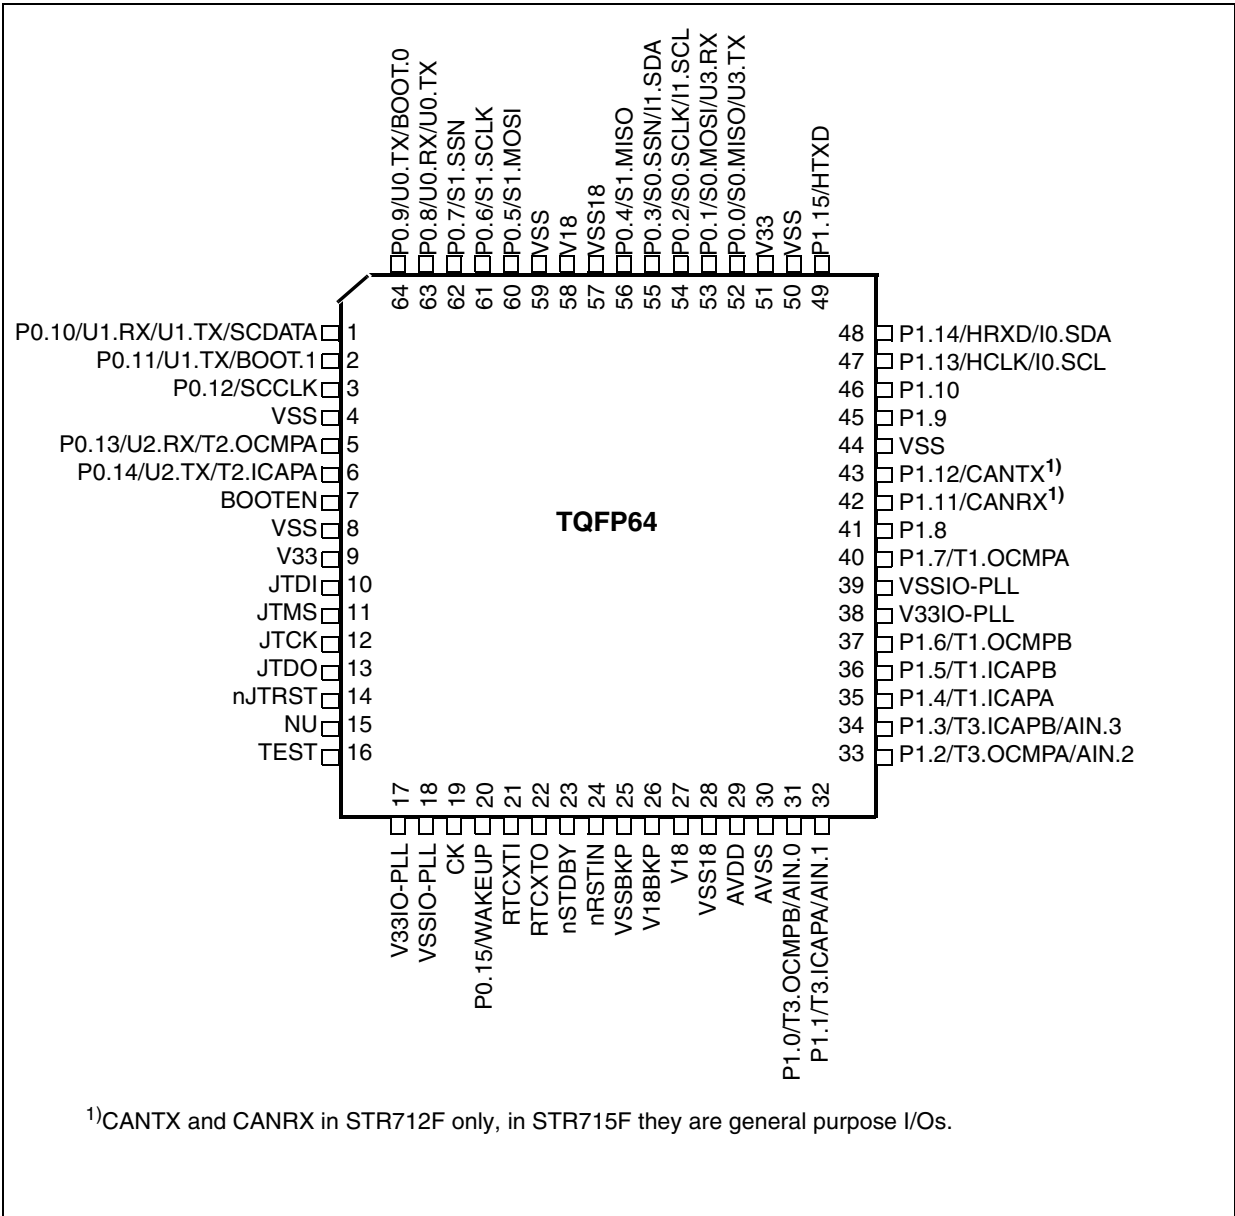 P0.9/U0.TX/BOOT.0
P0.8/U0.RX/U0.TX
P0.7/S1.SSN
P0.6/S1.SCLK
P0.5/S1.MOSI
VSS
V18
VSS18
P0.4/S1.MISO
P0.3/S0.SSN/I1.SDA
P0.2/S0.SCLK/I1.SCL
P0.1/S0.MOSI/U3.RX
P0.0/S0.MISO/U3.TX
V33
VSS
P1.15/HTXD
64
63
62
61
60
59
58
57
56
55
54
53
52
51
50
49
P0.10/U1.RX/U1.TX/SCDATA 1
P0.11/U1.TX/BOOT.1 2
P0.12/SCCLK 3
VSS 4
P0.13/U2.RX/T2.OCMPA 5
P0.14/U2.TX/T2.ICAPA 6
BOOTEN 7
VSS 8
V33 9
JTDI 10
JTMS 11
JTCK 12
JTDO 13
nJTRST 14
NU 15
TEST 16
TQFP64
48 P1.14/HRXD/I0.SDA
47 P1.13/HCLK/I0.SCL
46 P1.10
45 P1.9
44 VSS
43 P1.12/CANTX1)
42 P1.11/CANRX1)
41 P1.8
40 P1.7/T1.OCMPA
39 VSSIO-PLL
38 V33IO-PLL
37 P1.6/T1.OCMPB
36 P1.5/T1.ICAPB
35 P1.4/T1.ICAPA
34 P1.3/T3.ICAPB/AIN.3
33 P1.2/T3.OCMPA/AIN.2
17
18
19
20
21
22
23
24
25
26
27
28
29
30
31
32
V33IO-PLL
VSSIO-PLL
CK
P0.15/WAKEUP
RTCXTI
RTCXTO
nSTDBY
nRSTIN
VSSBKP
V18BKP
V18
VSS18
AVDD
AVSS
P1.0/T3.OCMPB/AIN.0
P1.1/T3.ICAPA/AIN.1
1)CANTX and CANRX in STR712F only, in STR715F they are general purpose I/Os.